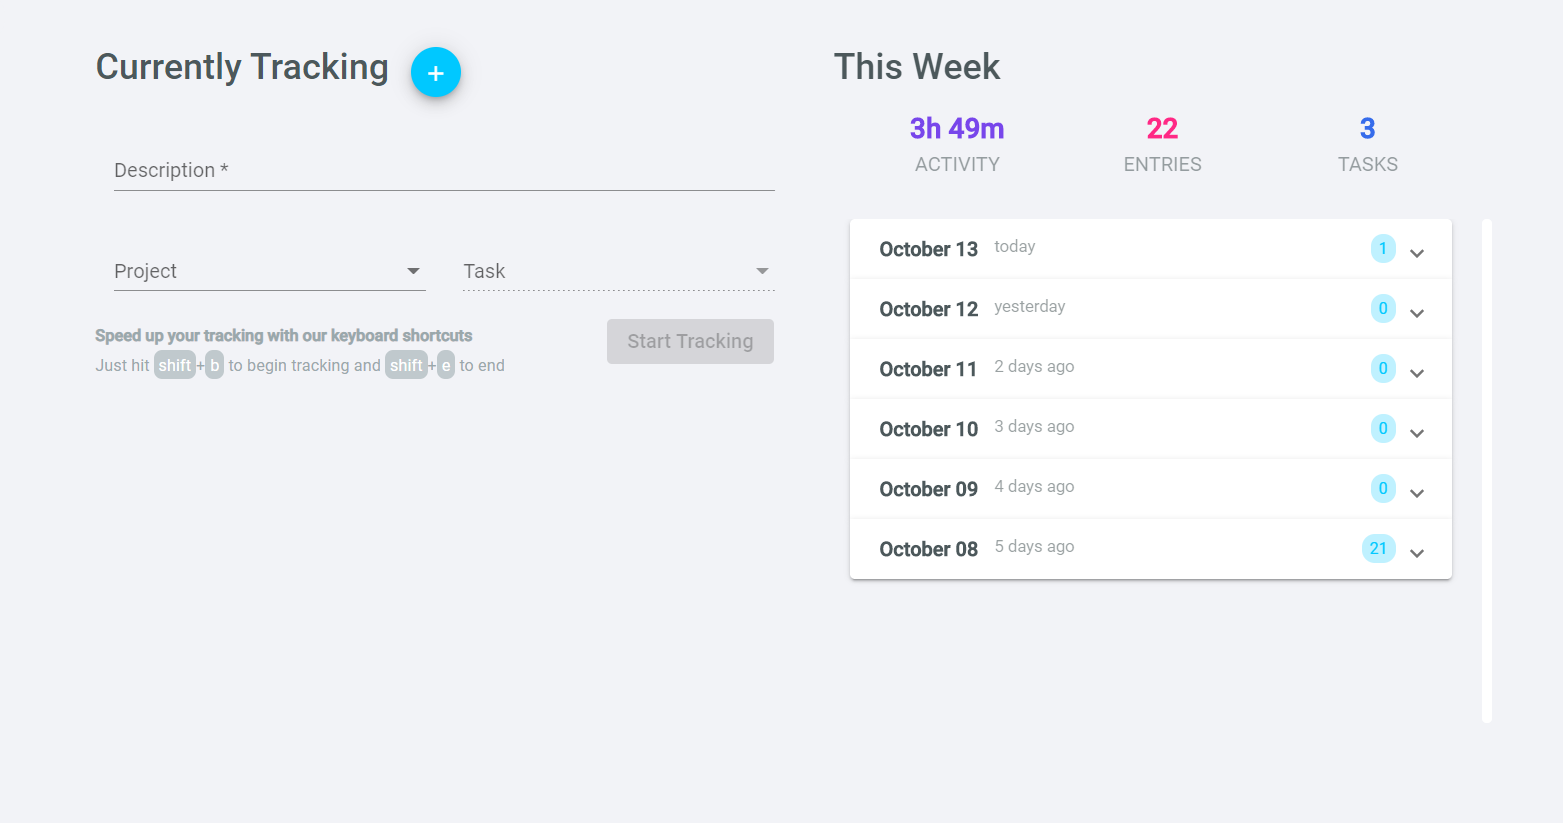 Currently Tracking +
Description *
Project
Task
Speed up your tracking with our keyboard shortcuts
Just hit shift+b to begin tracking and shift+e to end
Start Tracking
This Week
3h 49m
ACTIVITY
22
ENTRIES
3
TASKS
October 13 today 1
October 12 yesterday 0
October 11 2 days ago 0
October 10 3 days ago 0
October 09 4 days ago 0
October 08 5 days ago 21